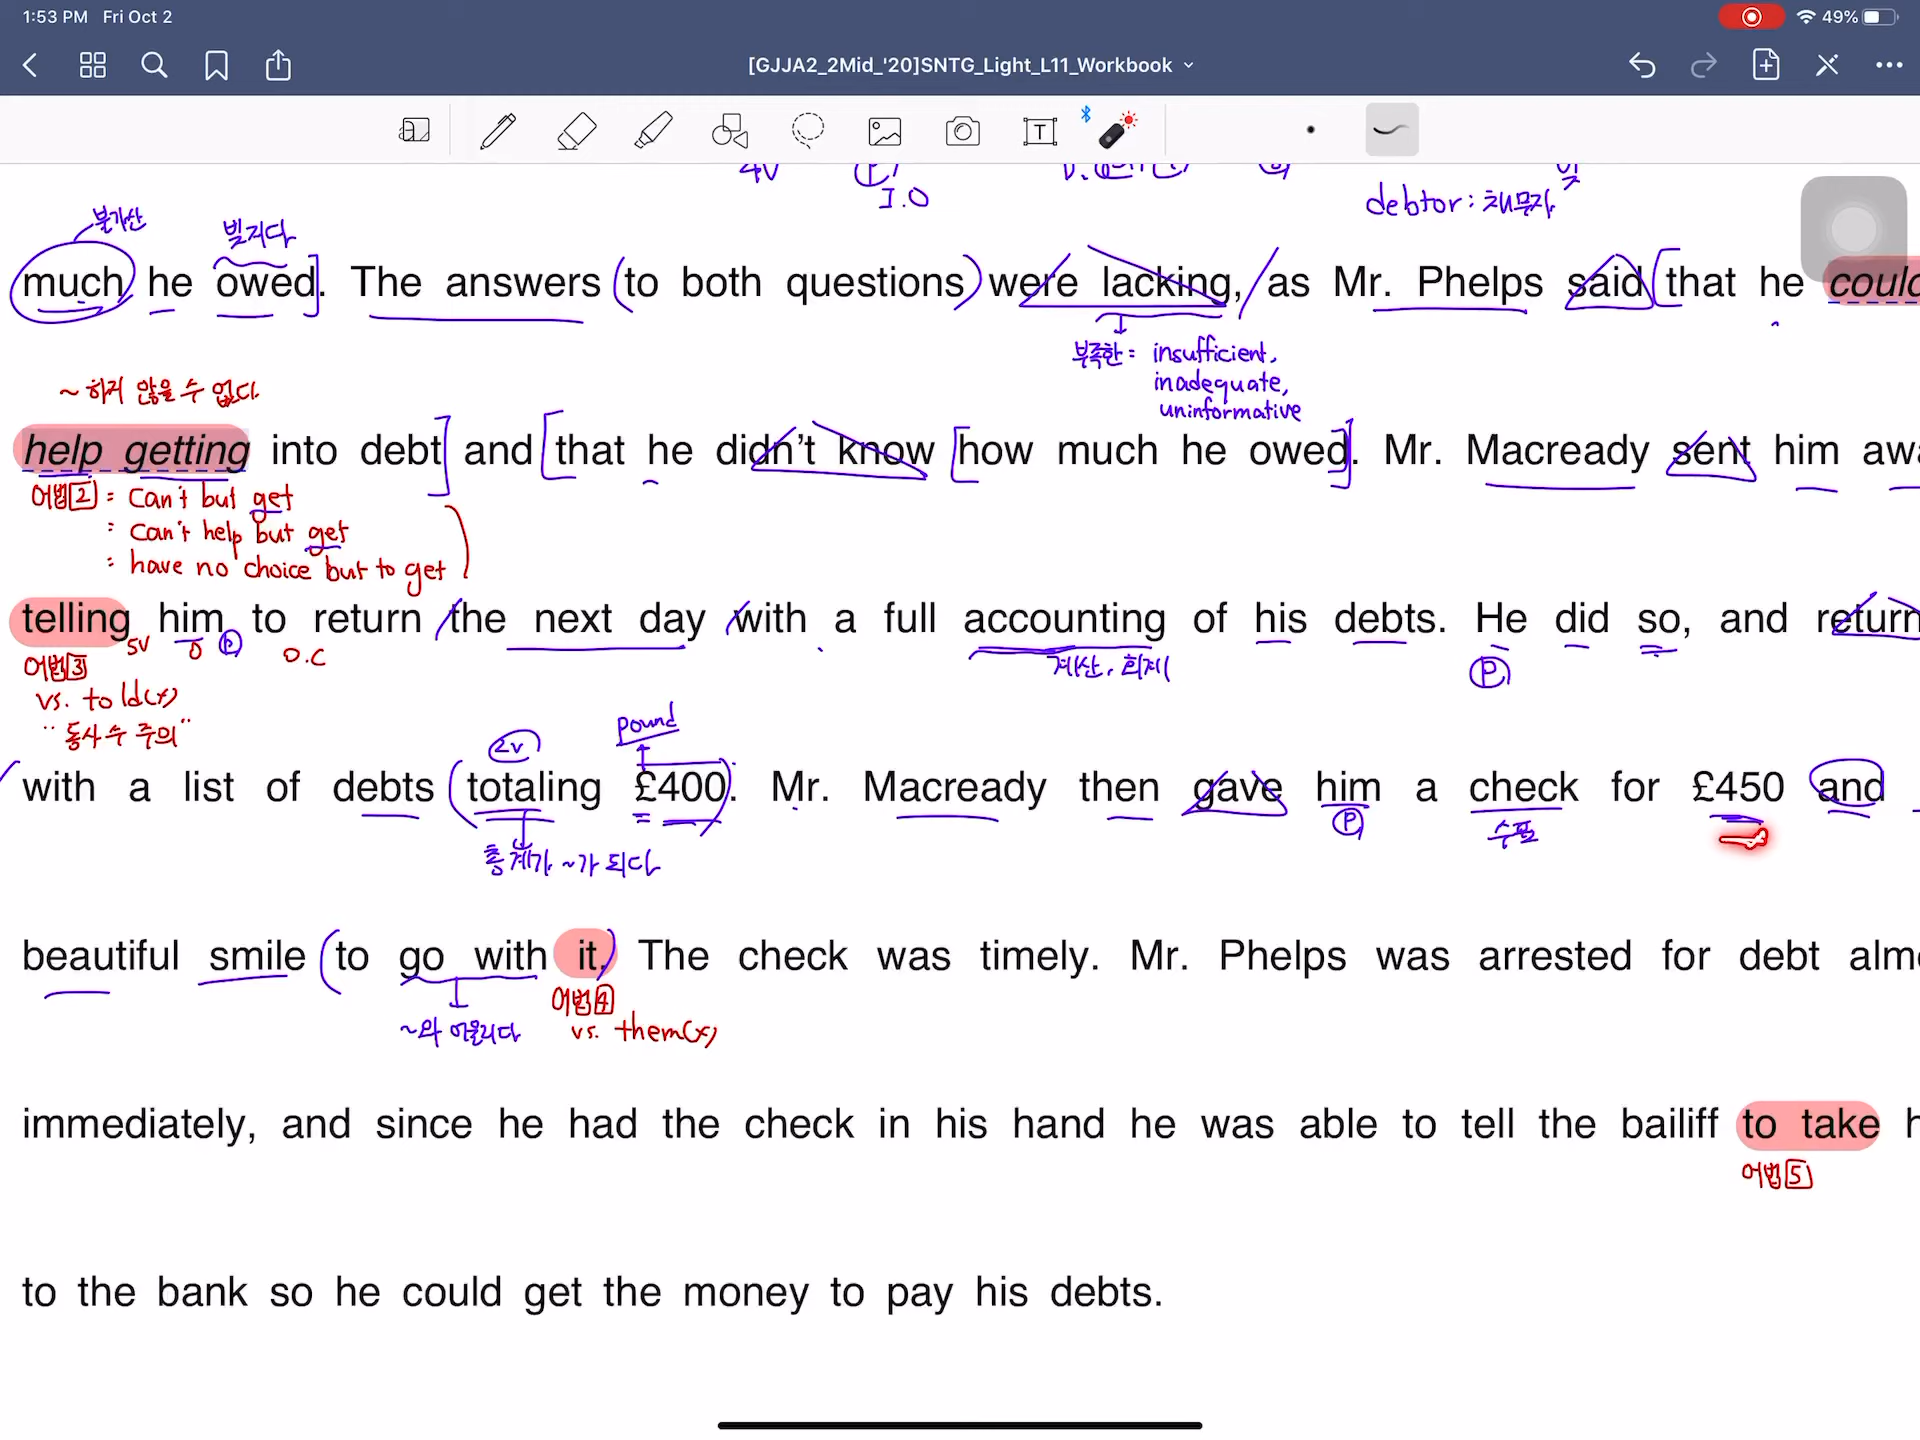 1:53 PM Fri Oct 2
49%
[GJJA2_2Mid_'20]SNTG_Light_L11_Workbook
4V
I.O
debtor : 채무자
불가산
빌지다
much he owed]. The answers (to both questions) were lacking, / as Mr. Phelps said [that he could
부족한 = insufficient,
inadequate,
uninformative
~ 하지 않을 수 없다
help getting into debt] and [that he didn't know [how much he owed]. Mr. Macready sent him awa
어법2 = can't but get
= can't help but get
= have no choice but to get
telling him to return / the next day / with a full accounting of his debts. He did so, and return
5V O P O.C
계산, 회계
P
어법3
vs. told(x)
"동사수 주의"
2V
pound
with a list of debts (totaling £400). Mr. Macready then gave him a check for £450 and
P
수표
총계가 ~가 되다
beautiful smile (to go with it.) The check was timely. Mr. Phelps was arrested for debt alm
~와 어울리다
어법4
vs. them(x)
immediately, and since he had the check in his hand he was able to tell the bailiff to take h
어법5
to the bank so he could get the money to pay his debts.